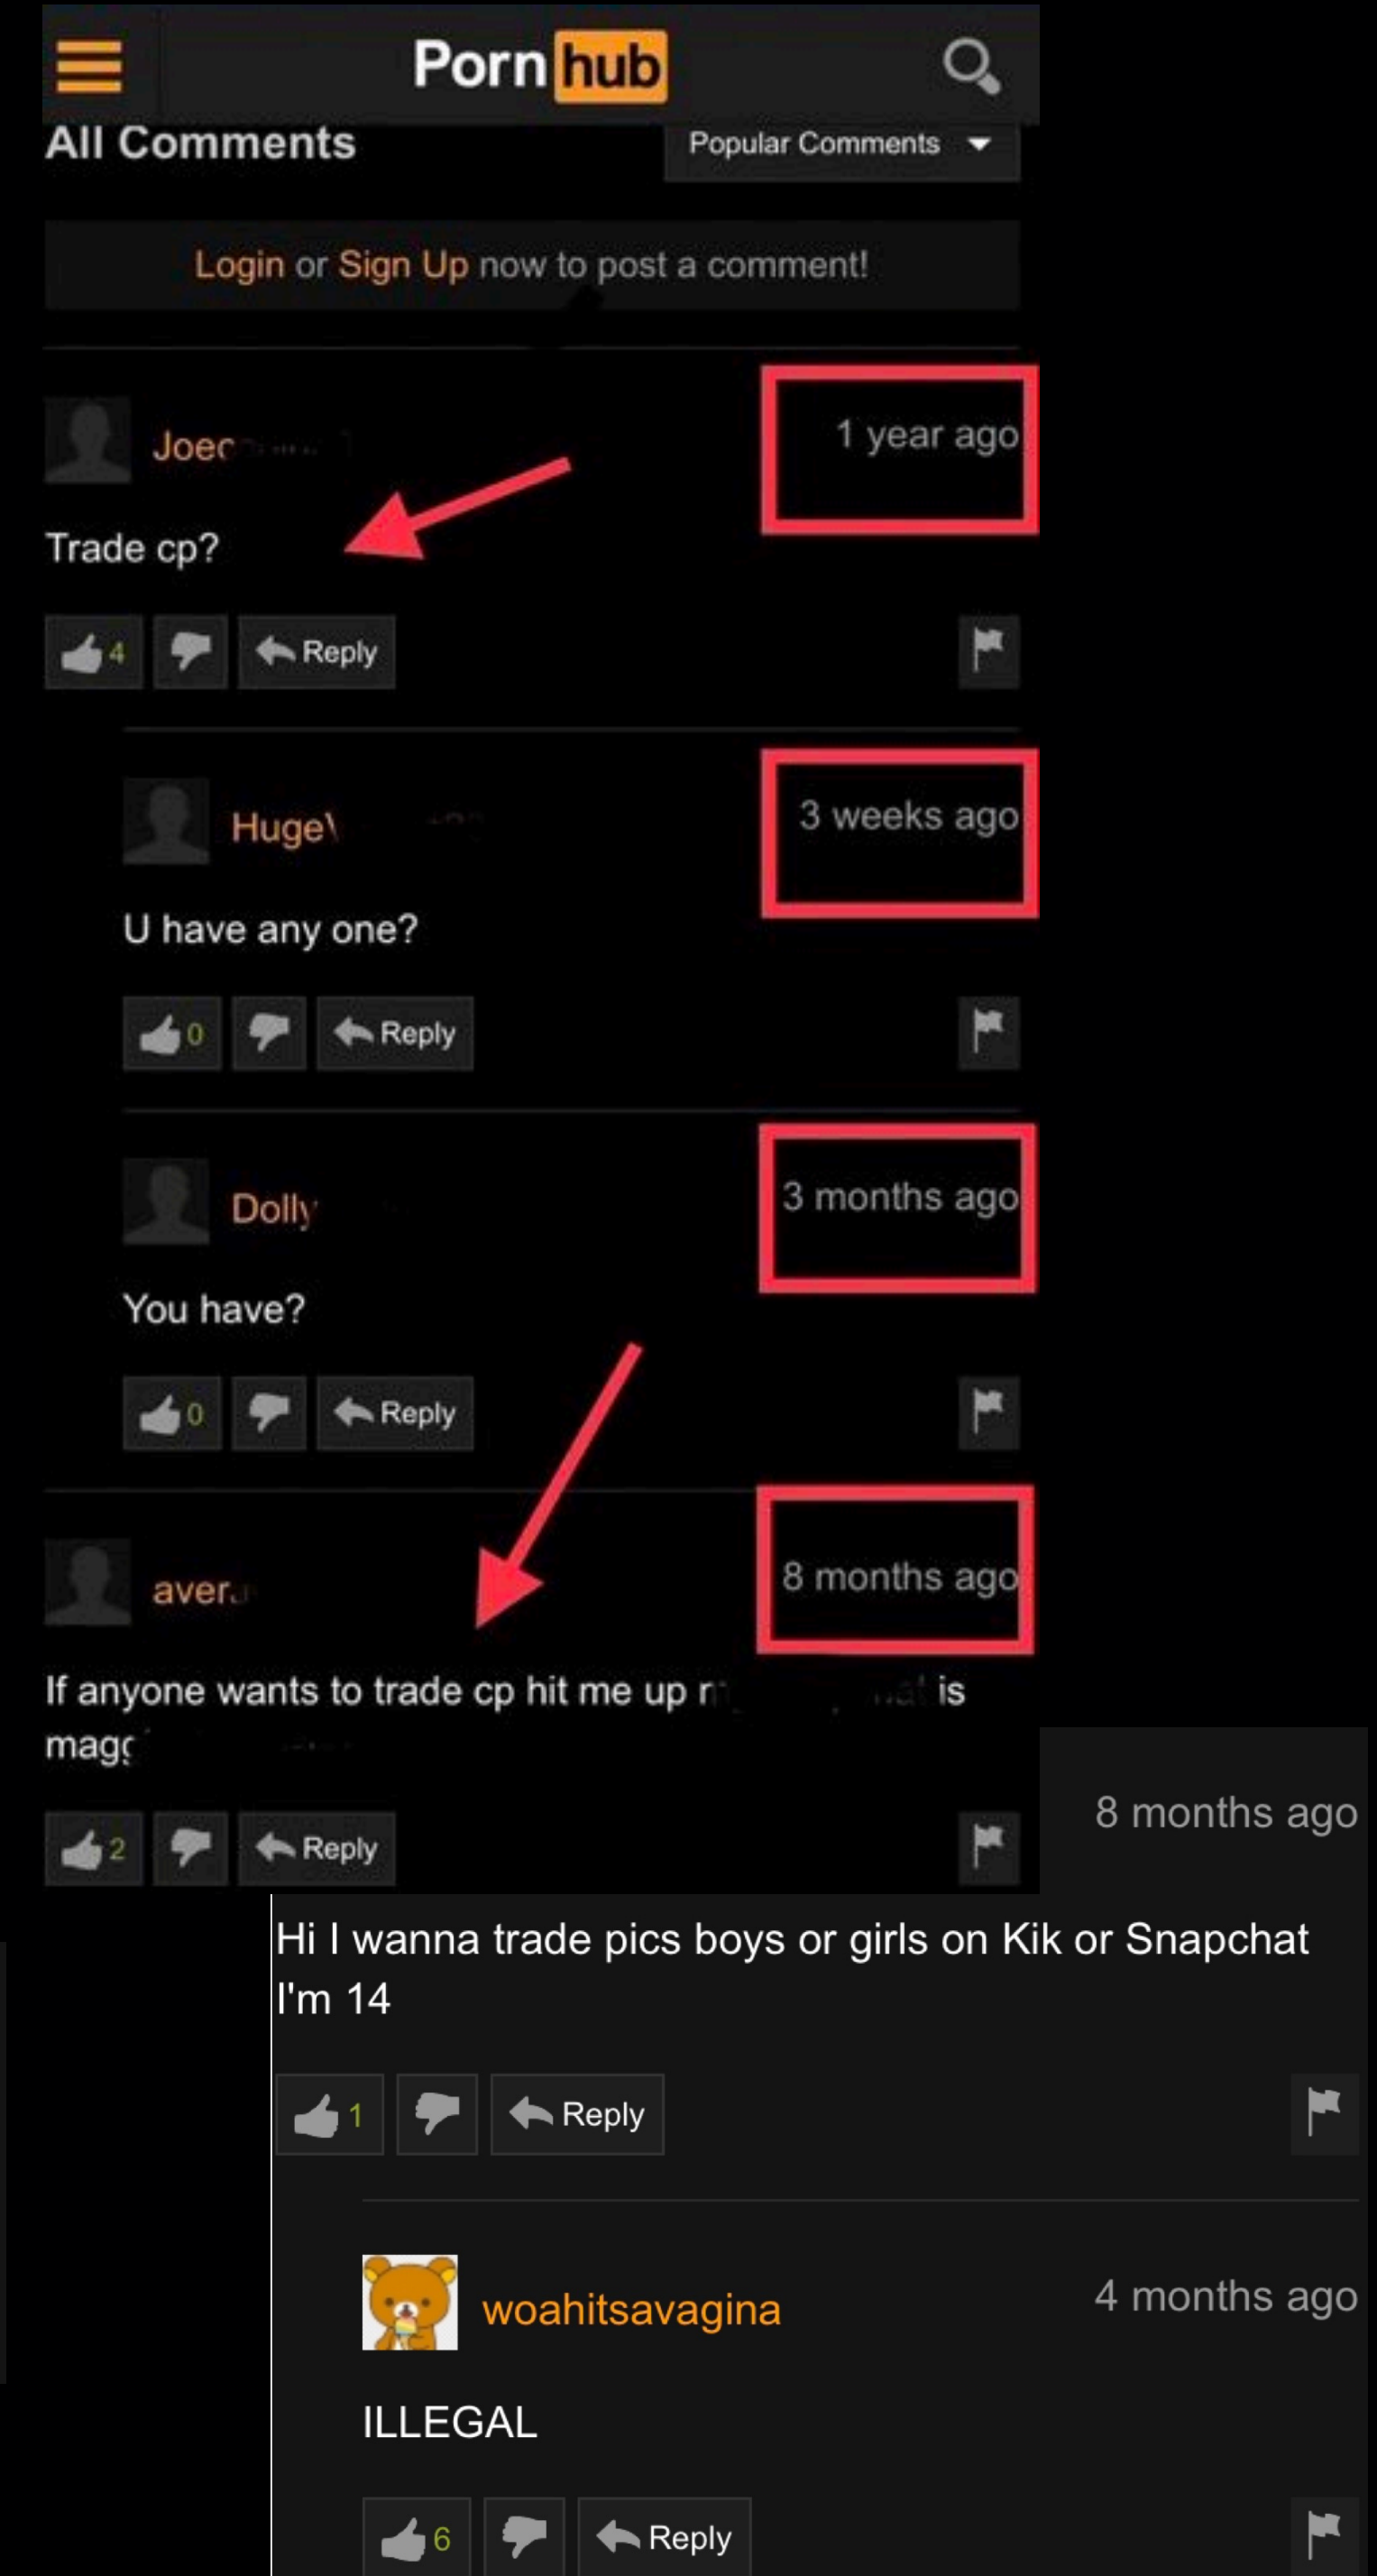 Pornhub
All Comments
Popular Comments
Login or Sign Up now to post a comment!
1 year ago
Trade cp?
4 Reply
3 weeks ago
U have any one?
0 Reply
Dolly
3 months ago
You have?
0 Reply
8 months ago
If anyone wants to trade cp hit me up is
2 Reply
8 months ago
Hi I wanna trade pics boys or girls on Kik or Snapchat
I'm 14
1 Reply
woahitsavagina
4 months ago
ILLEGAL
6 Reply